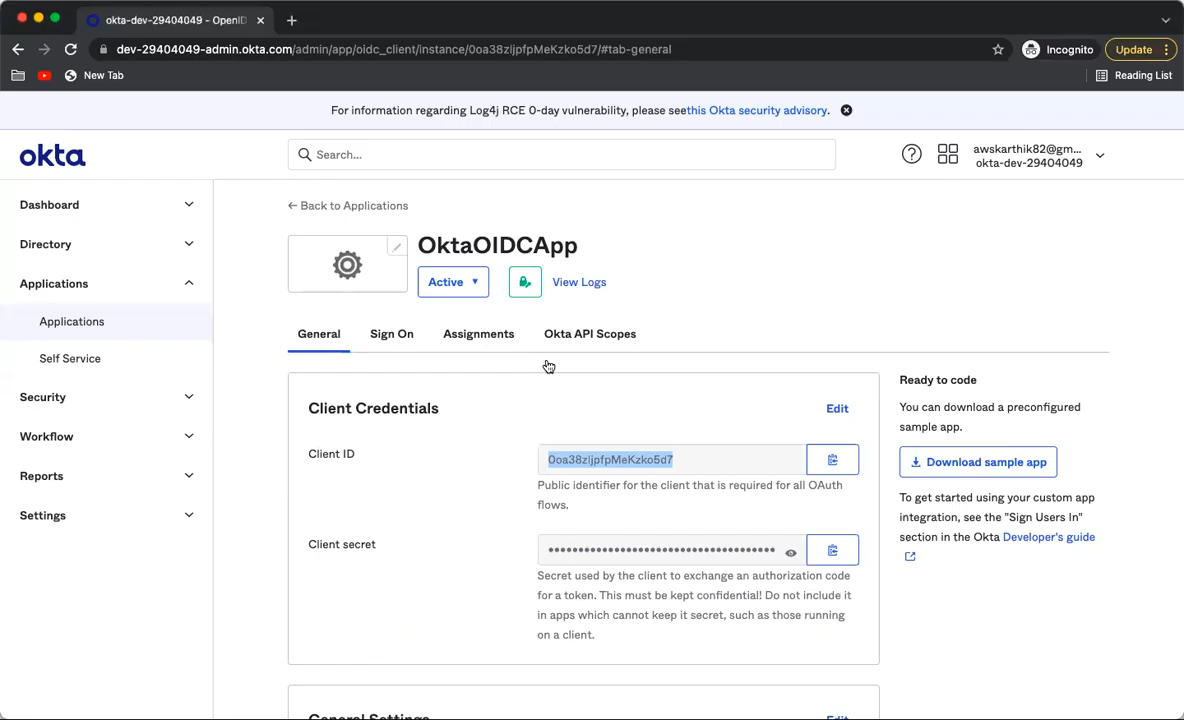 okta-dev-29404049 - OpenID
dev-29404049-admin.okta.com/admin/app/oidc_client/instance/0oa38zljpfpMeKzko5d7/#tab-general
Incognito
Update
New Tab
Reading List
For information regarding Log4j RCE 0-day vulnerability, please seethis Okta security advisory.
okta
Search...
awskarthik82@gm...
okta-dev-29404049
Dashboard
Directory
Applications
Applications
Self Service
Security
Workflow
Reports
Settings
← Back to Applications
OktaOIDCApp
Active ▼
View Logs
General
Sign On
Assignments
Okta API Scopes
Client Credentials
Edit
Client ID
0oa38zljpfpMeKzko5d7
Public identifier for the client that is required for all OAuth
flows.
Client secret
••••••••••••••••••••••••••••••••••••••
Secret used by the client to exchange an authorization code
for a token. This must be kept confidential! Do not include it
in apps which cannot keep it secret, such as those running
on a client.
General Settings
Edit
Ready to code
You can download a preconfigured
sample app.
Download sample app
To get started using your custom app
integration, see the "Sign Users In"
section in the Okta Developer's guide